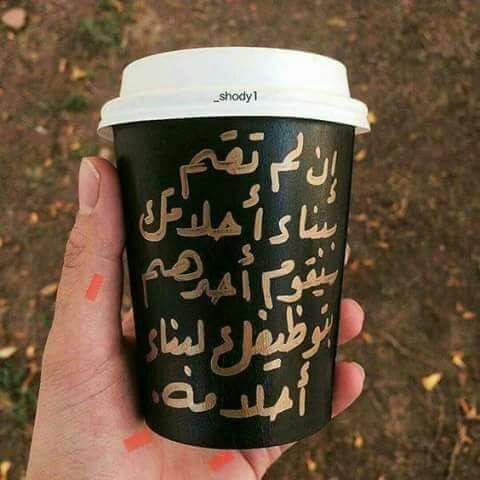 _shody1
إن لم تقم
ببناء أحلامك
سيقوم أحدهم
بتوظيفك لبناء
أحلامه.